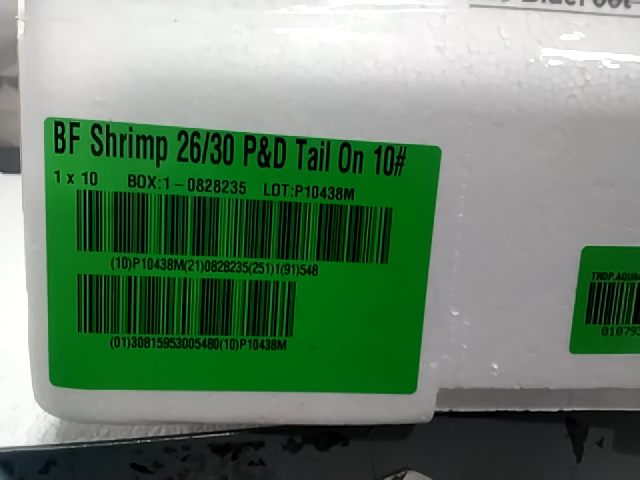 BF Shrimp 26/30 P&D Tail On 10#
1 x 10 BOX:1-0828235 LOT:P10438M
(10)P10438M(21)0828235(251)1(91)548
(01)30815953005480(10)P10438M